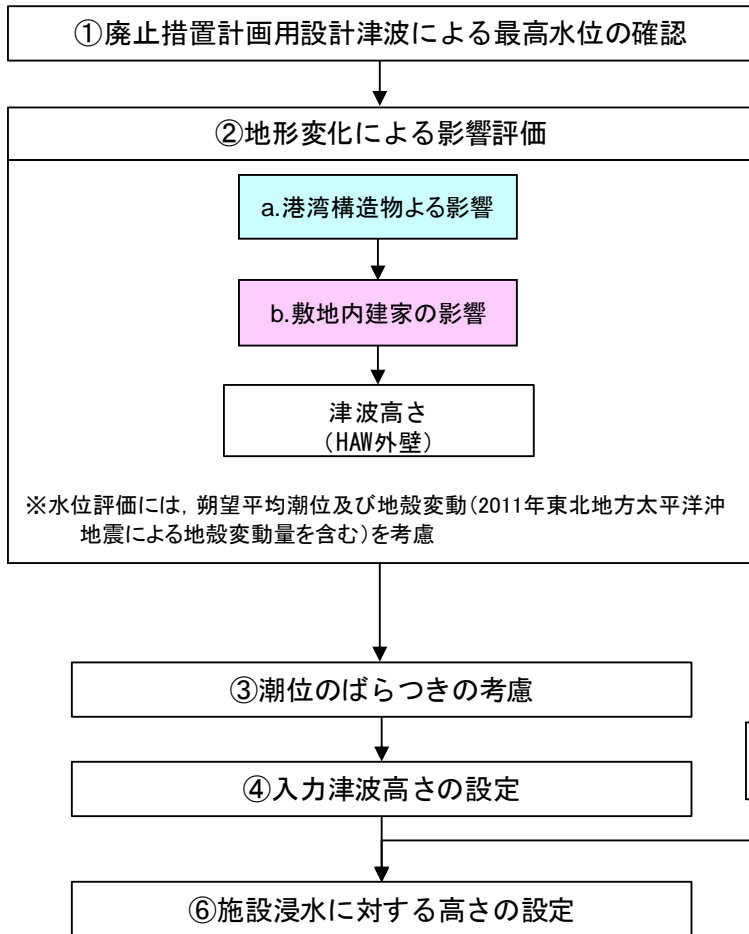 ①廃止措置計画用設計津波による最高水位の確認
②地形変化による影響評価
a.港湾構造物よる影響
b.敷地内建家の影響
津波高さ
(HAW外壁)
※水位評価には，朔望平均潮位及び地殻変動(2011年東北地方太平洋沖
地震による地殻変動量を含む)を考慮
③潮位のばらつきの考慮
④入力津波高さの設定
⑥施設浸水に対する高さの設定